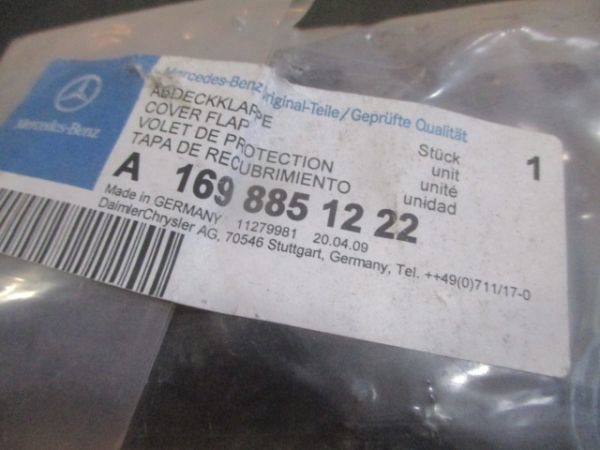 Mercedes-Benz
Mercedes-Benz Original-Teile/Geprüfte Qualität
ABDECKKLAPPE
COVER FLAP
VOLET DE PROTECTION
TAPA DE RECUBRIMIENTO
Stück 1
unit
unité
unidad
A 169 885 12 22
Made in GERMANY 11279981 20.04.09
DaimlerChrysler AG, 70546 Stuttgart, Germany, Tel. ++49(0)711/17-0